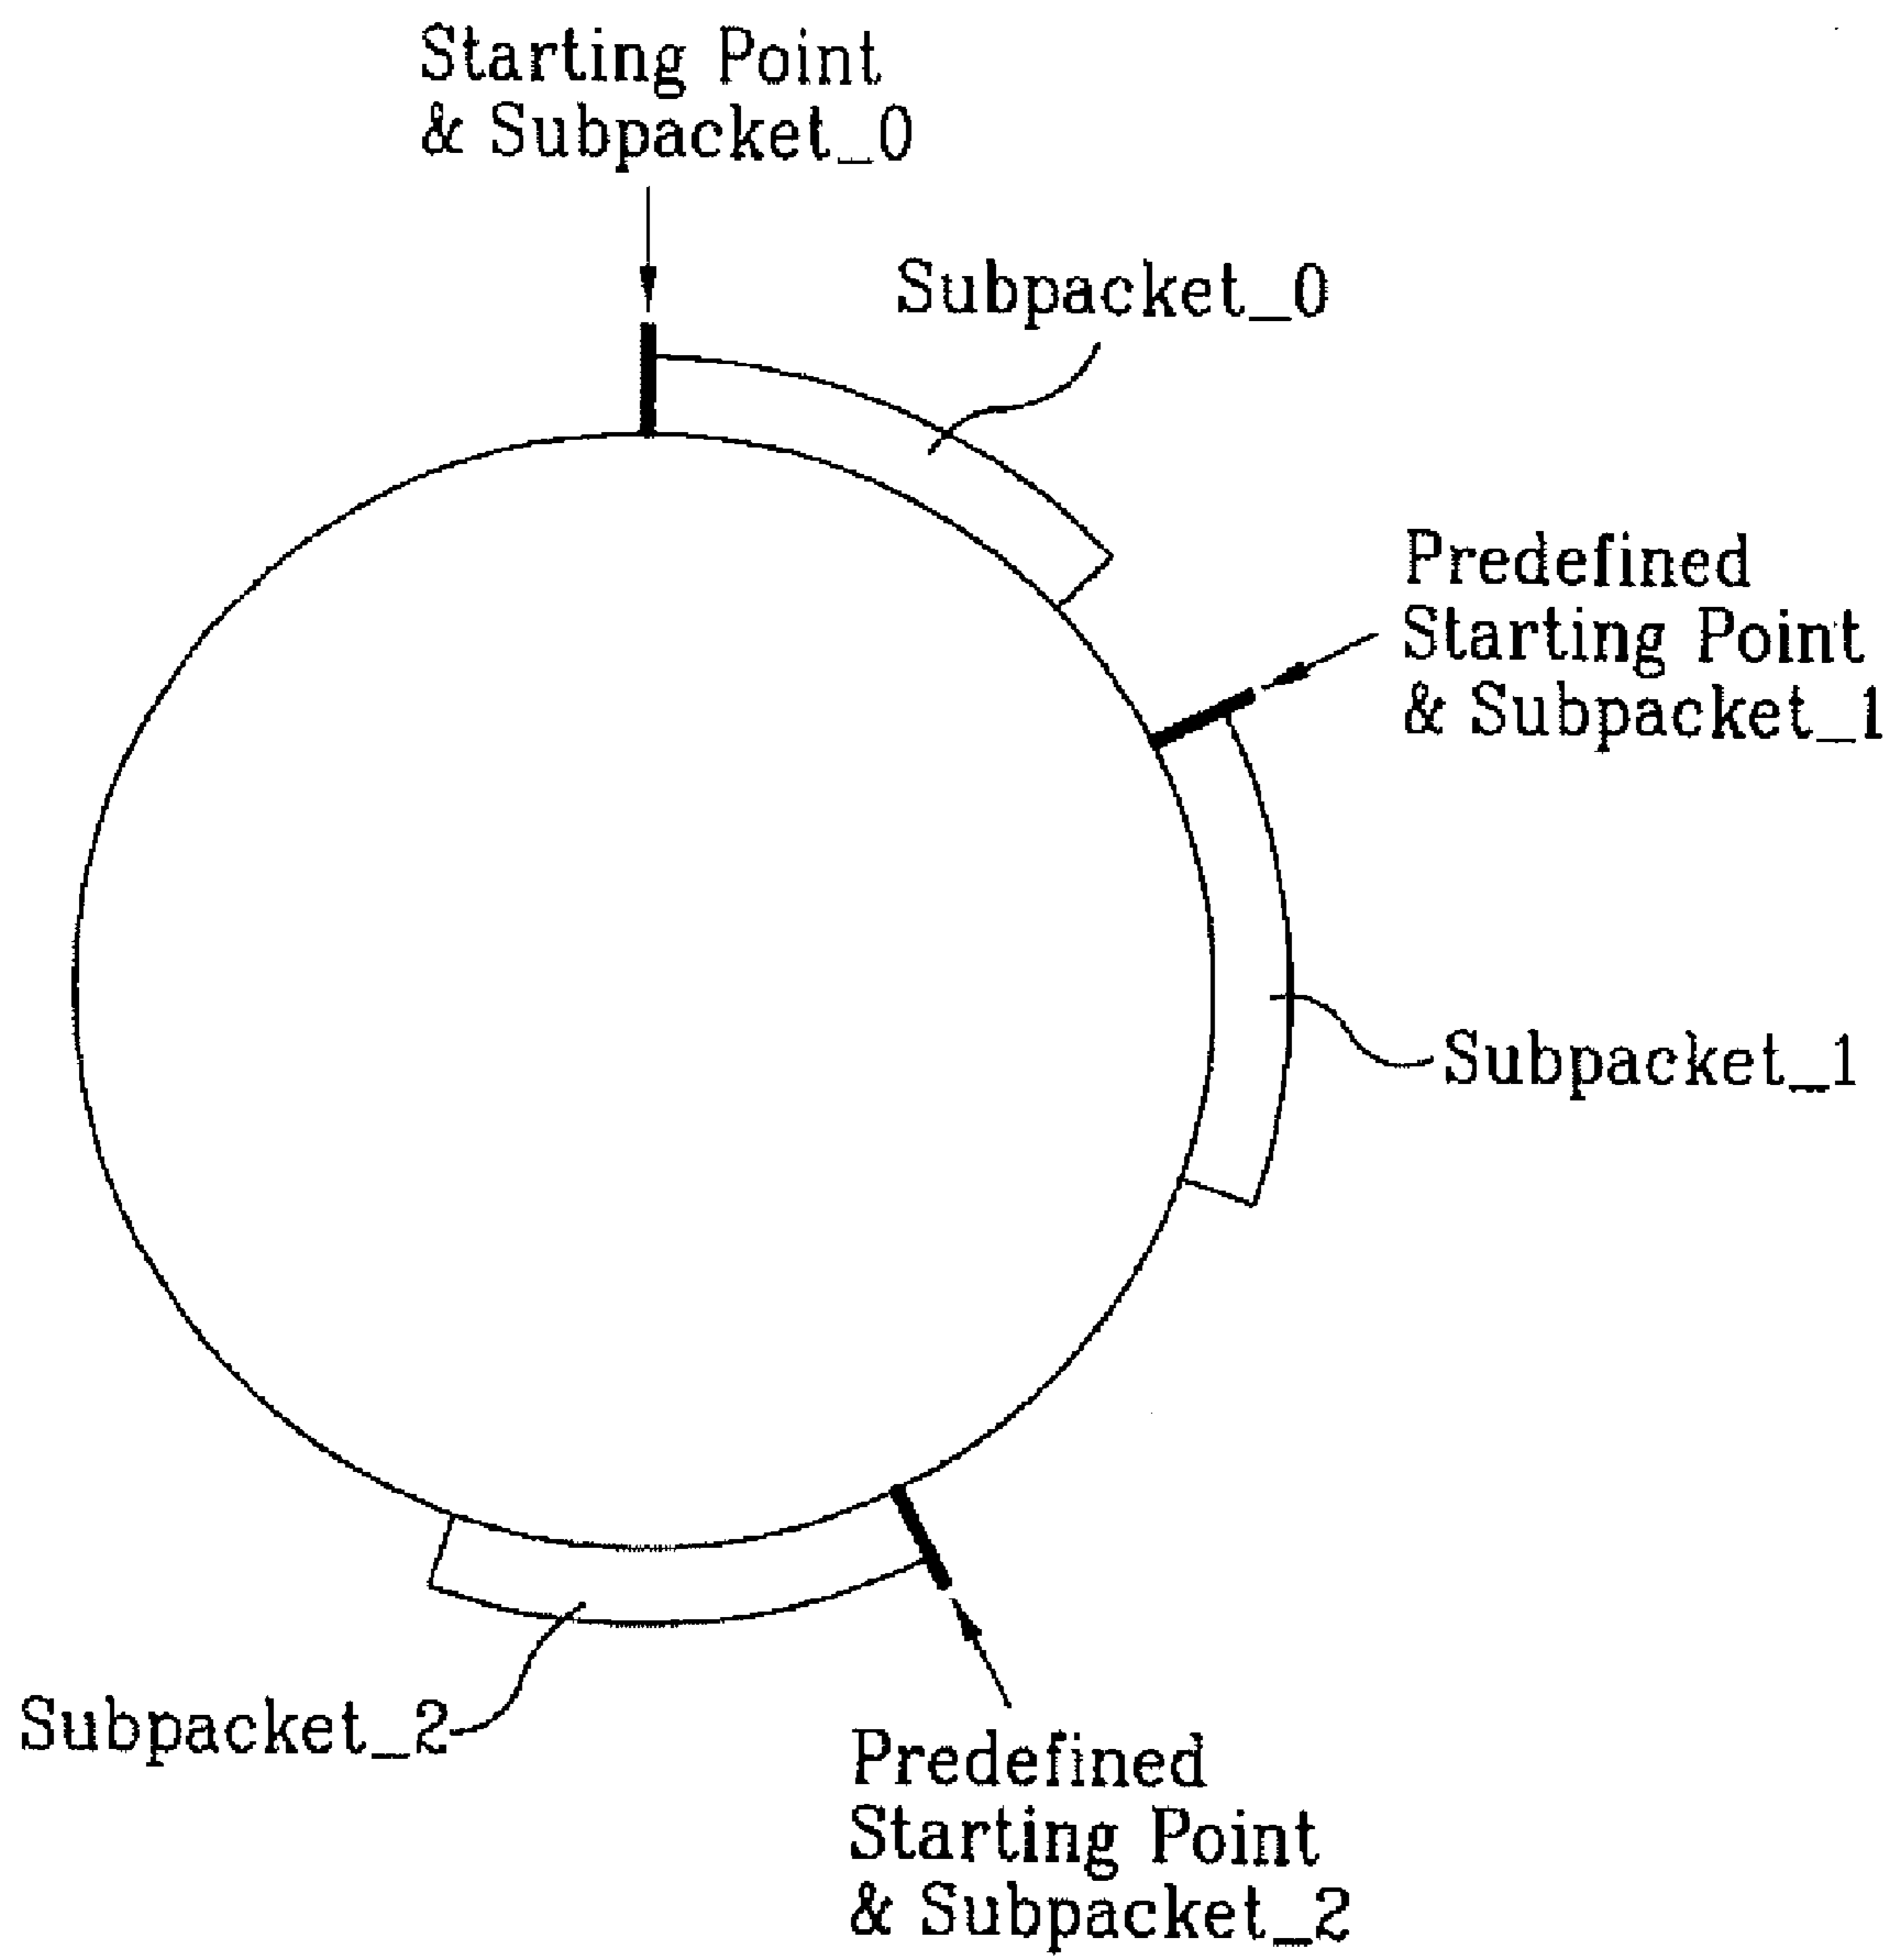 Starting Point
& Subpacket_0
Subpacket_0
Predefined
Starting Point
& Subpacket_1
Subpacket_1
Subpacket_2
Predefined
Starting Point
& Subpacket_2